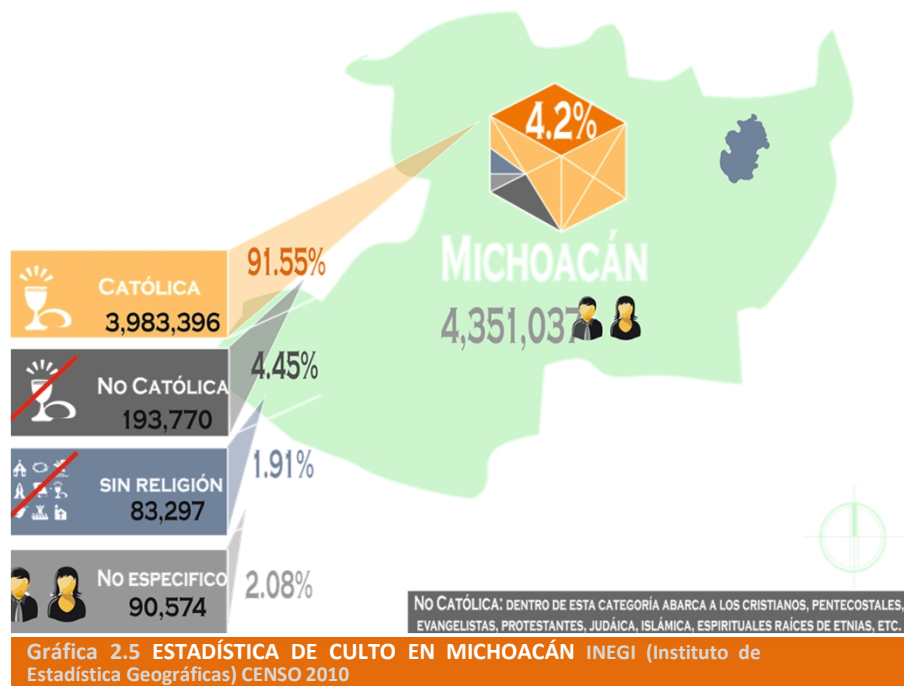 4.2%
MICHOACÁN
4,351,037
CATÓLICA
3,983,396
91.55%
NO CATÓLICA
193,770
4.45%
SIN RELIGIÓN
83,297
1.91%
NO ESPECIFICO
90,574
2.08%
NO CATÓLICA: DENTRO DE ESTA CATEGORÍA ABARCA A LOS CRISTIANOS, PENTECOSTALES,
EVANGELISTAS, PROTESTANTES, JUDÁICA, ISLÁMICA, ESPIRITUALES RAÍCES DE ETNIAS, ETC.
Gráfica 2.5 ESTADÍSTICA DE CULTO EN MICHOACÁN INEGI (Instituto de
Estadística Geográficas) CENSO 2010